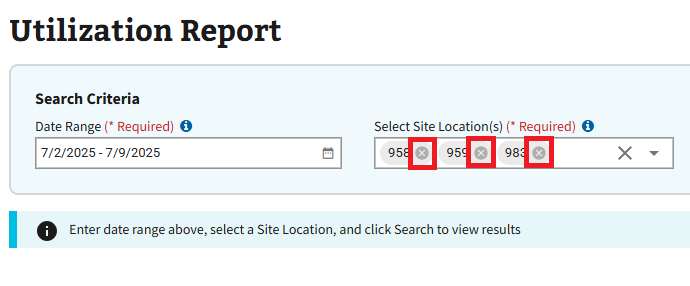 Utilization Report
Search Criteria
Date Range (* Required)
7/2/2025 - 7/9/2025
Select Site Location(s) (* Required)
958 959 983
Enter date range above, select a Site Location, and click Search to view results